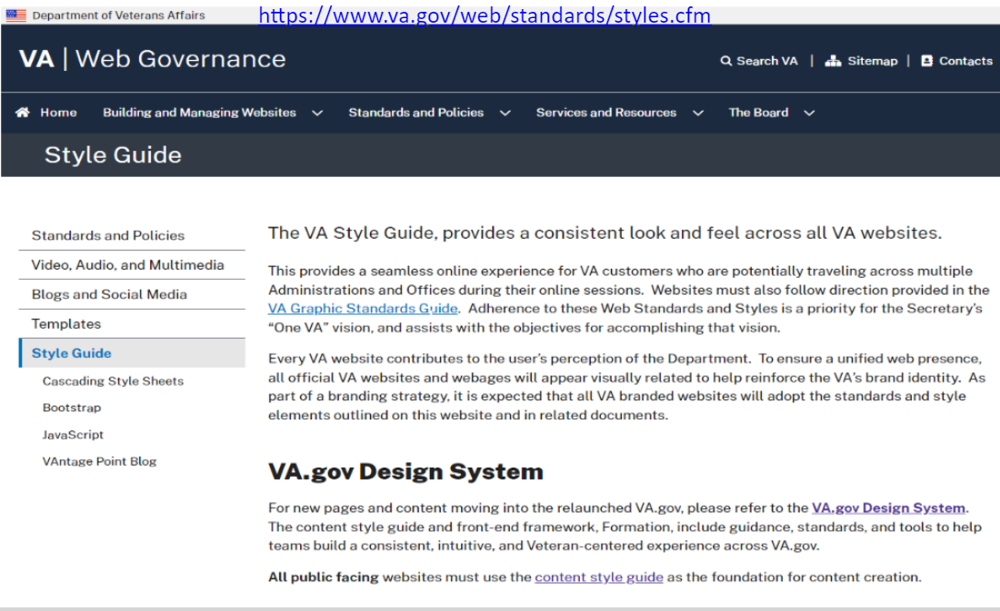 Department of Veterans Affairs
https://www.va.gov/web/standards/styles.cfm
VA | Web Governance
Search VA | Sitemap | Contacts
Home Building and Managing Websites Standards and Policies Services and Resources The Board
Style Guide
Standards and Policies
Video, Audio, and Multimedia
Blogs and Social Media
Templates
Style Guide
Cascading Style Sheets
Bootstrap
JavaScript
VAntage Point Blog
The VA Style Guide, provides a consistent look and feel across all VA websites.
This provides a seamless online experience for VA customers who are potentially traveling across multiple
Administrations and Offices during their online sessions. Websites must also follow direction provided in the
VA Graphic Standards Guide. Adherence to these Web Standards and Styles is a priority for the Secretary's
“One VA” vision, and assists with the objectives for accomplishing that vision.
Every VA website contributes to the user's perception of the Department. To ensure a unified web presence,
all official VA websites and webages will appear visually related to help reinforce the VA's brand identity. As
part of a branding strategy, it is expected that all VA branded websites will adopt the standards and style
elements outlined on this website and in related documents.
VA.gov Design System
For new pages and content moving into the relaunched VA.gov, please refer to the VA.gov Design System.
The content style guide and front-end framework, Formation, include guidance, standards, and tools to help
teams build a consistent, intuitive, and Veteran-centered experience across VA.gov.
All public facing websites must use the content style guide as the foundation for content creation.